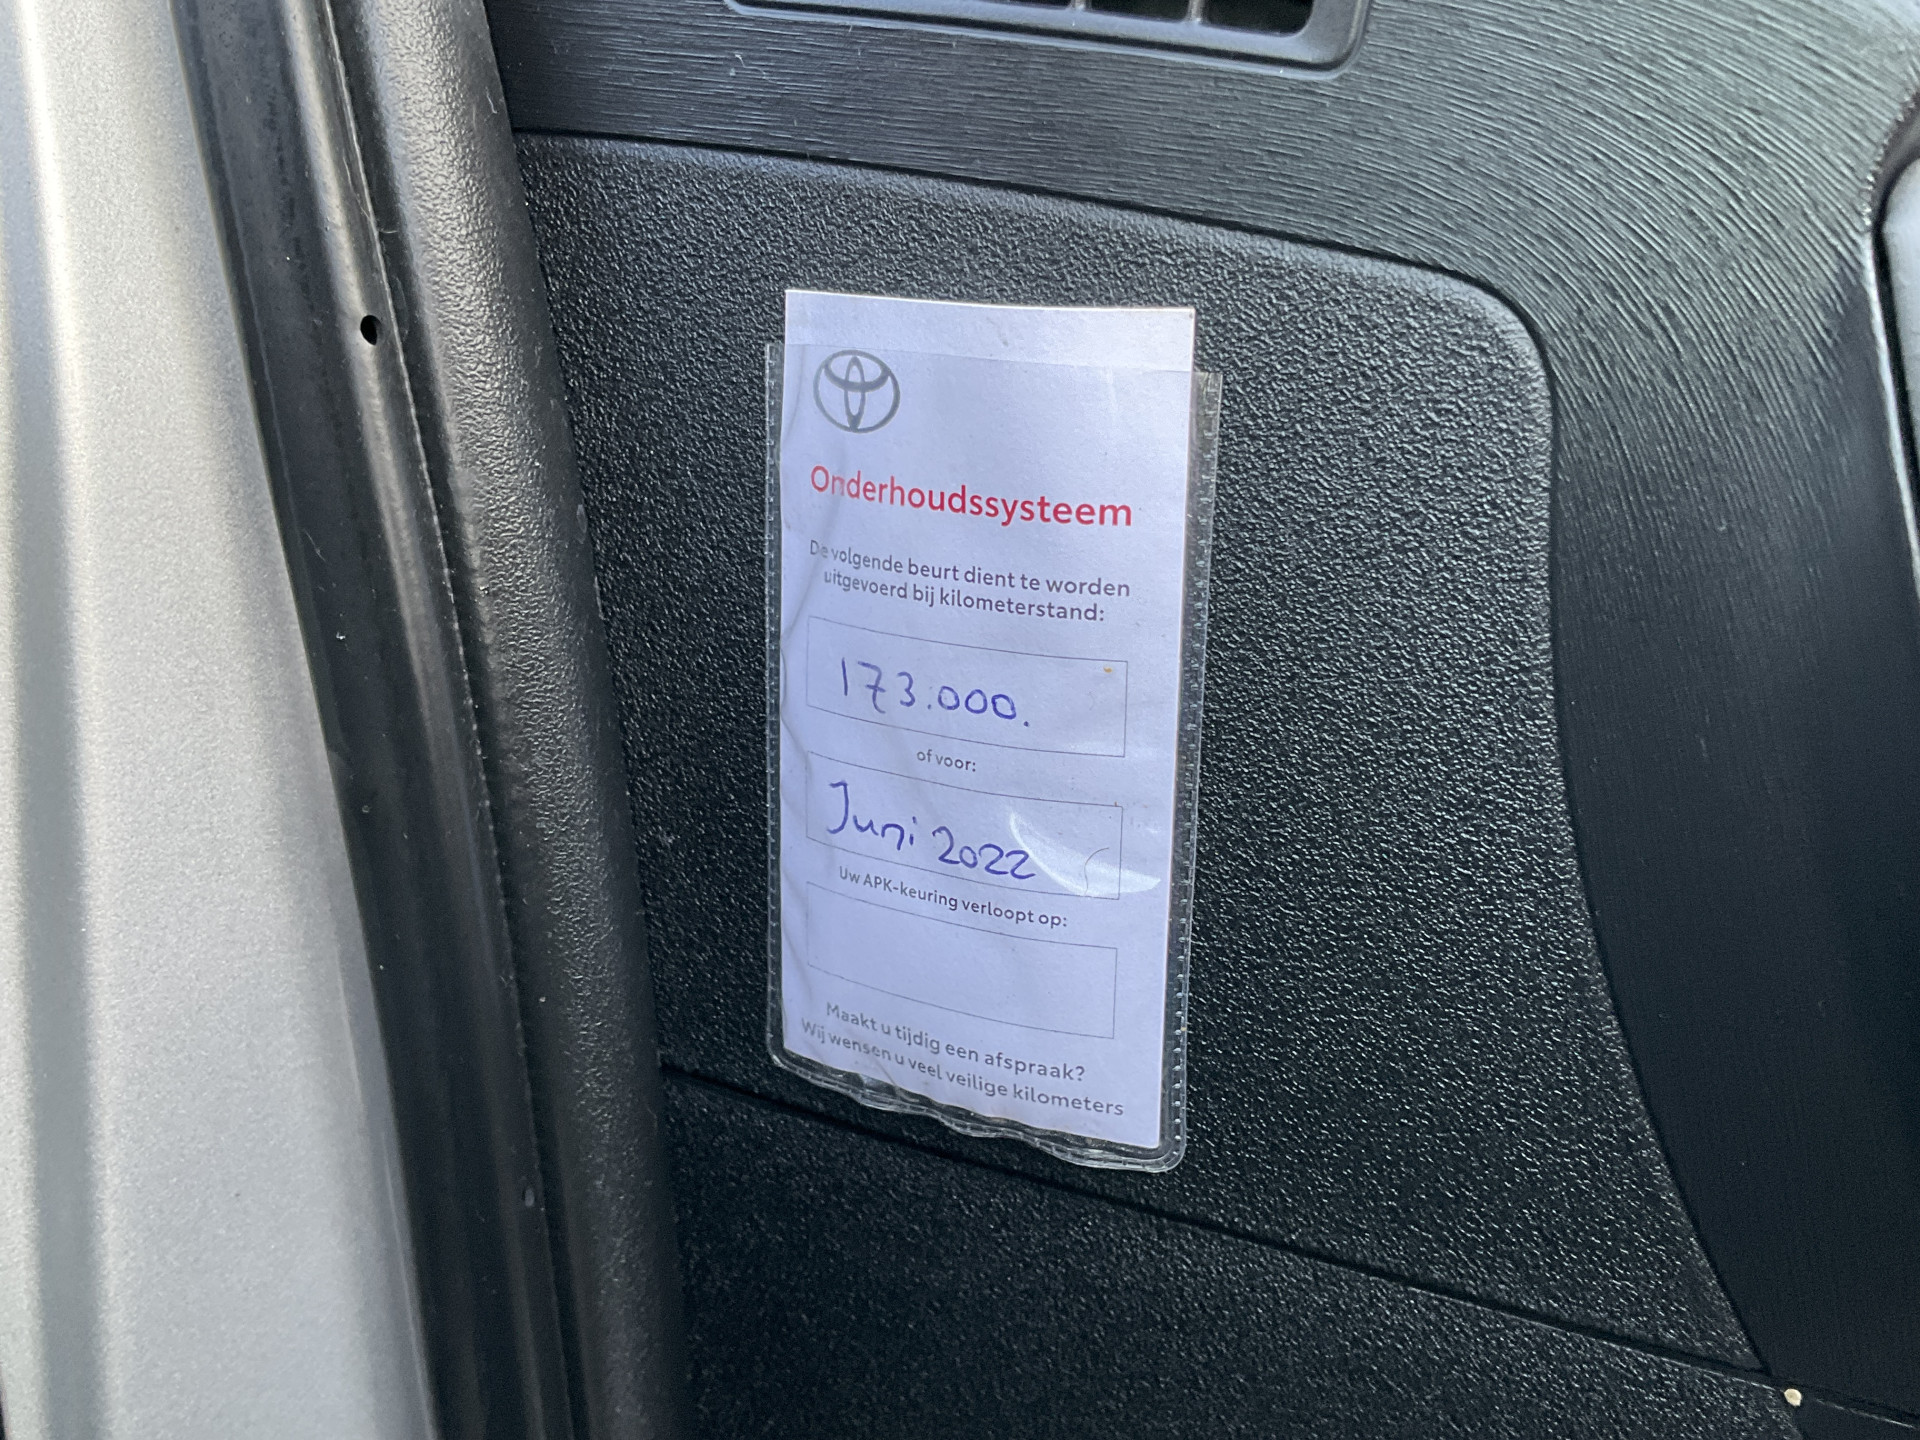 Onderhoudssysteem
De volgende beurt dient te worden
uitgevoerd bij kilometerstand:
173.000.
of voor:
Juni 2022
Uw APK-keuring verloopt op:
Maakt u tijdig een afspraak?
Wij wensen u veel veilige kilometers